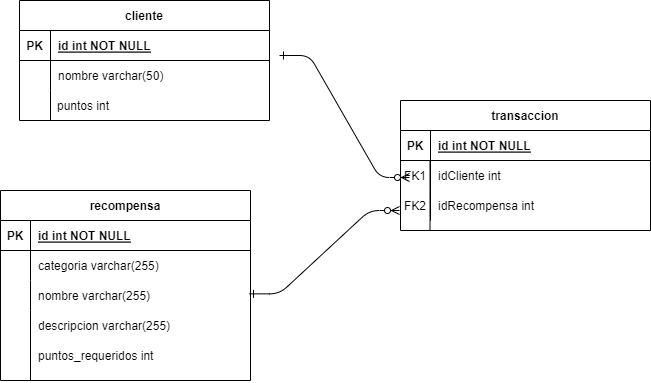 cliente
PK id int NOT NULL
nombre varchar(50)
puntos int
transaccion
PK id int NOT NULL
FK1 idCliente int
FK2 idRecompensa int
recompensa
PK id int NOT NULL
categoria varchar(255)
nombre varchar(255)
descripcion varchar(255)
puntos_requeridos int